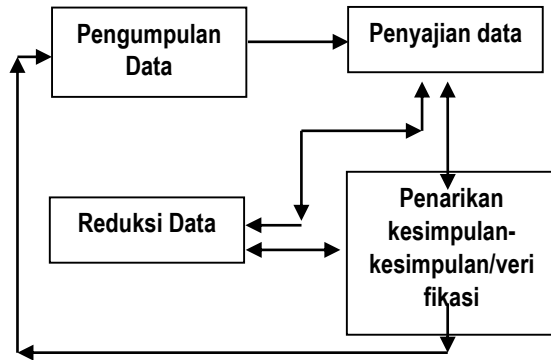 Pengumpulan
Data
Penyajian data
Reduksi Data
Penarikan
kesimpulan-
kesimpulan/veri
fikasi